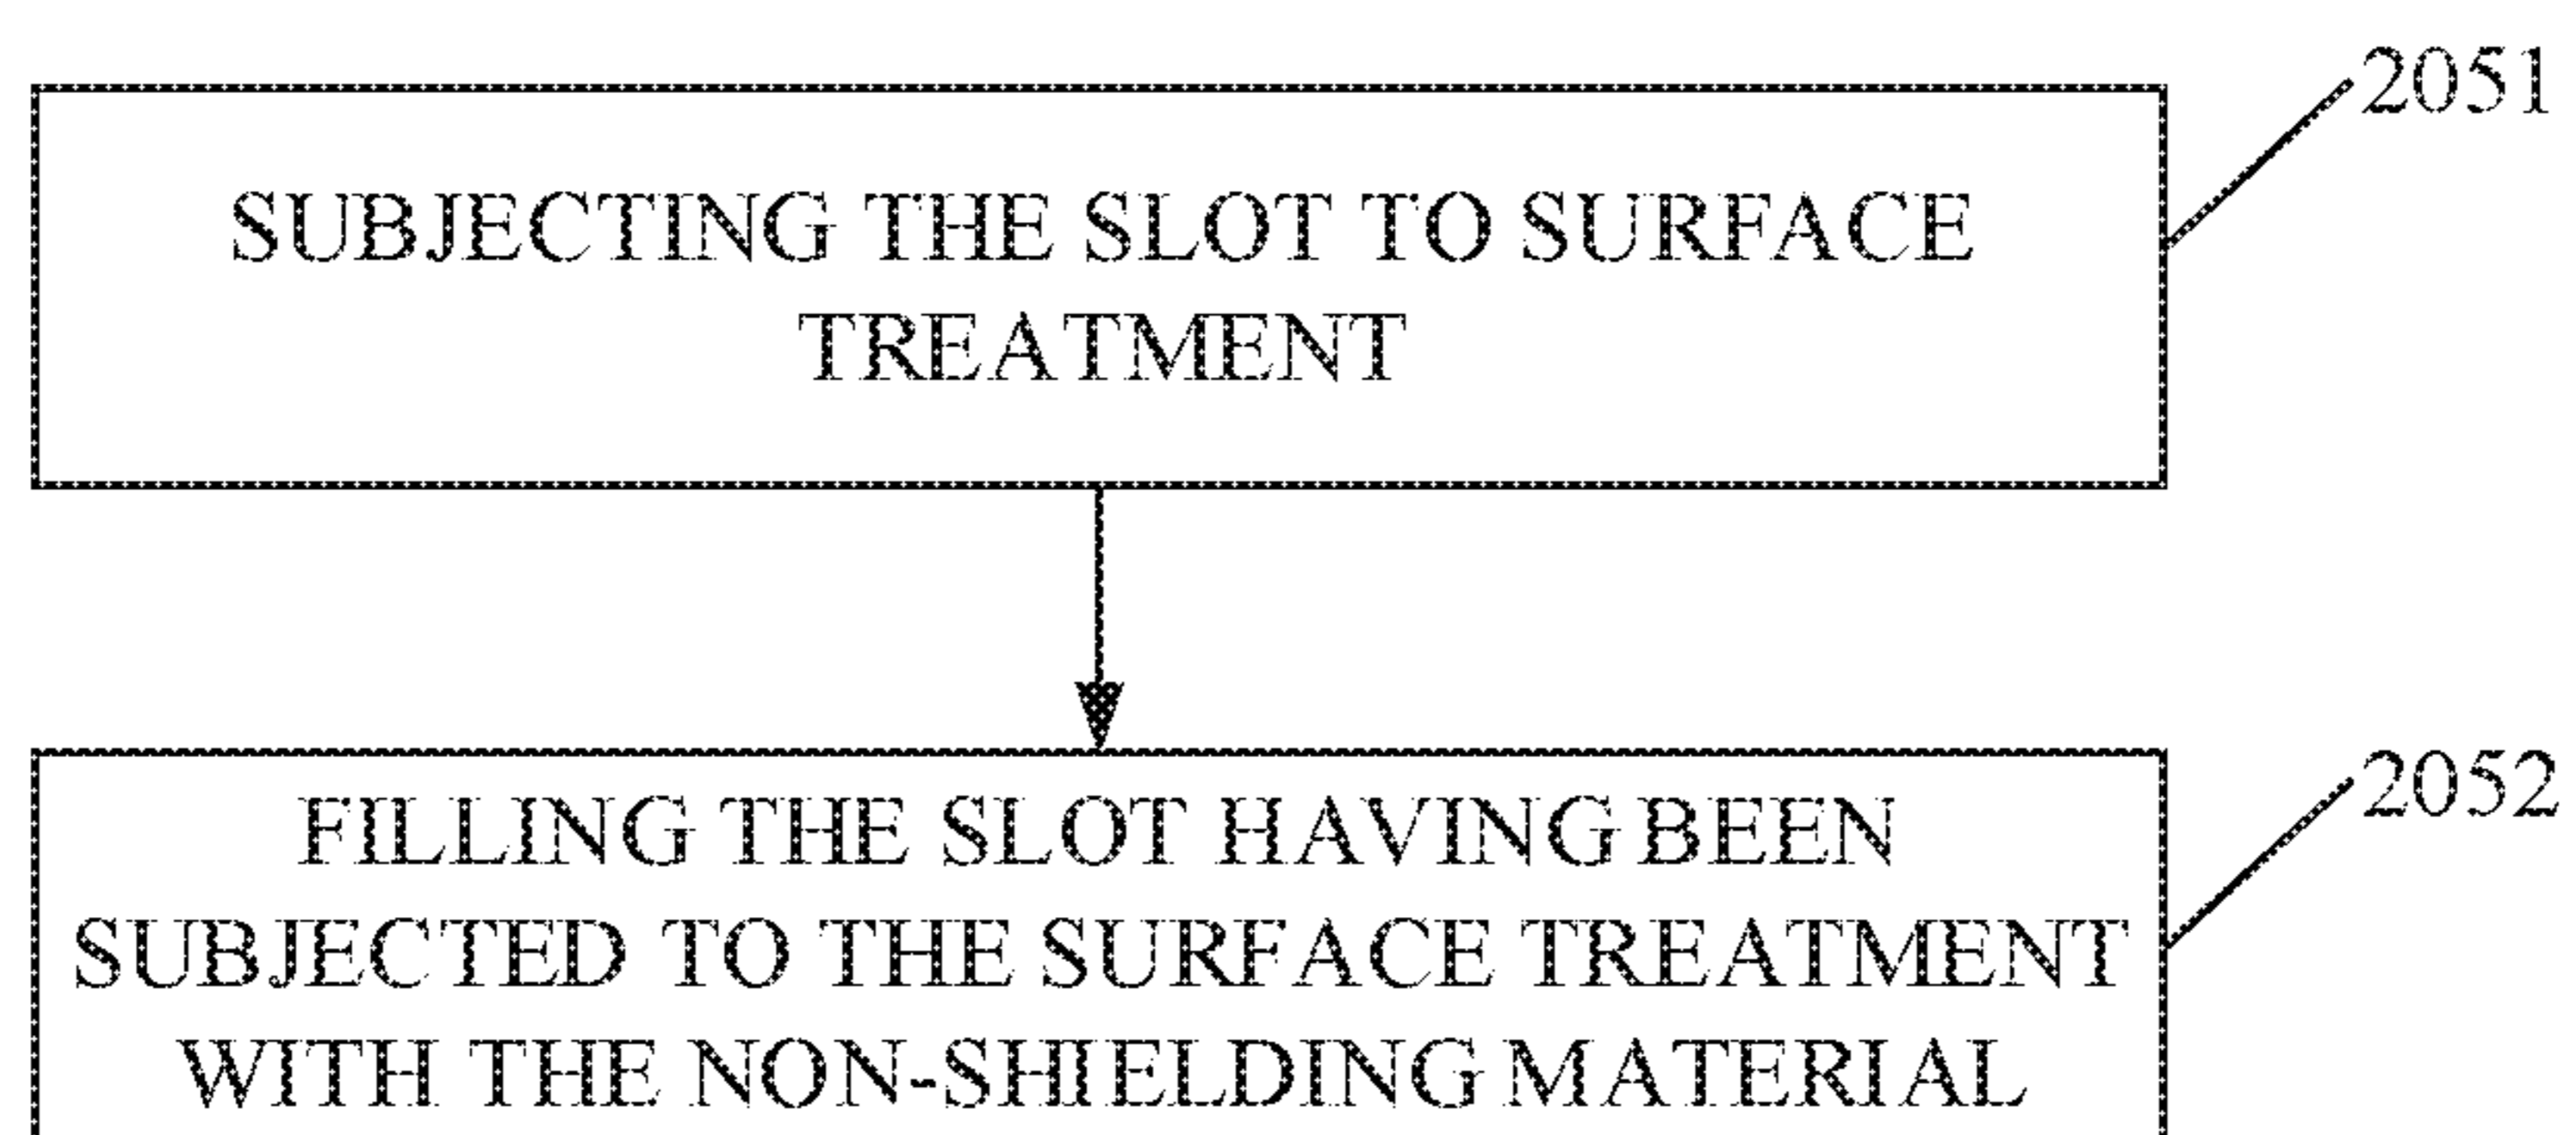 2051
SUBJECTING THE SLOT TO SURFACE
TREATMENT
2052
FILLING THE SLOT HAVING BEEN
SUBJECTED TO THE SURFACE TREATMENT
WITH THE NON-SHIELDING MATERIAL